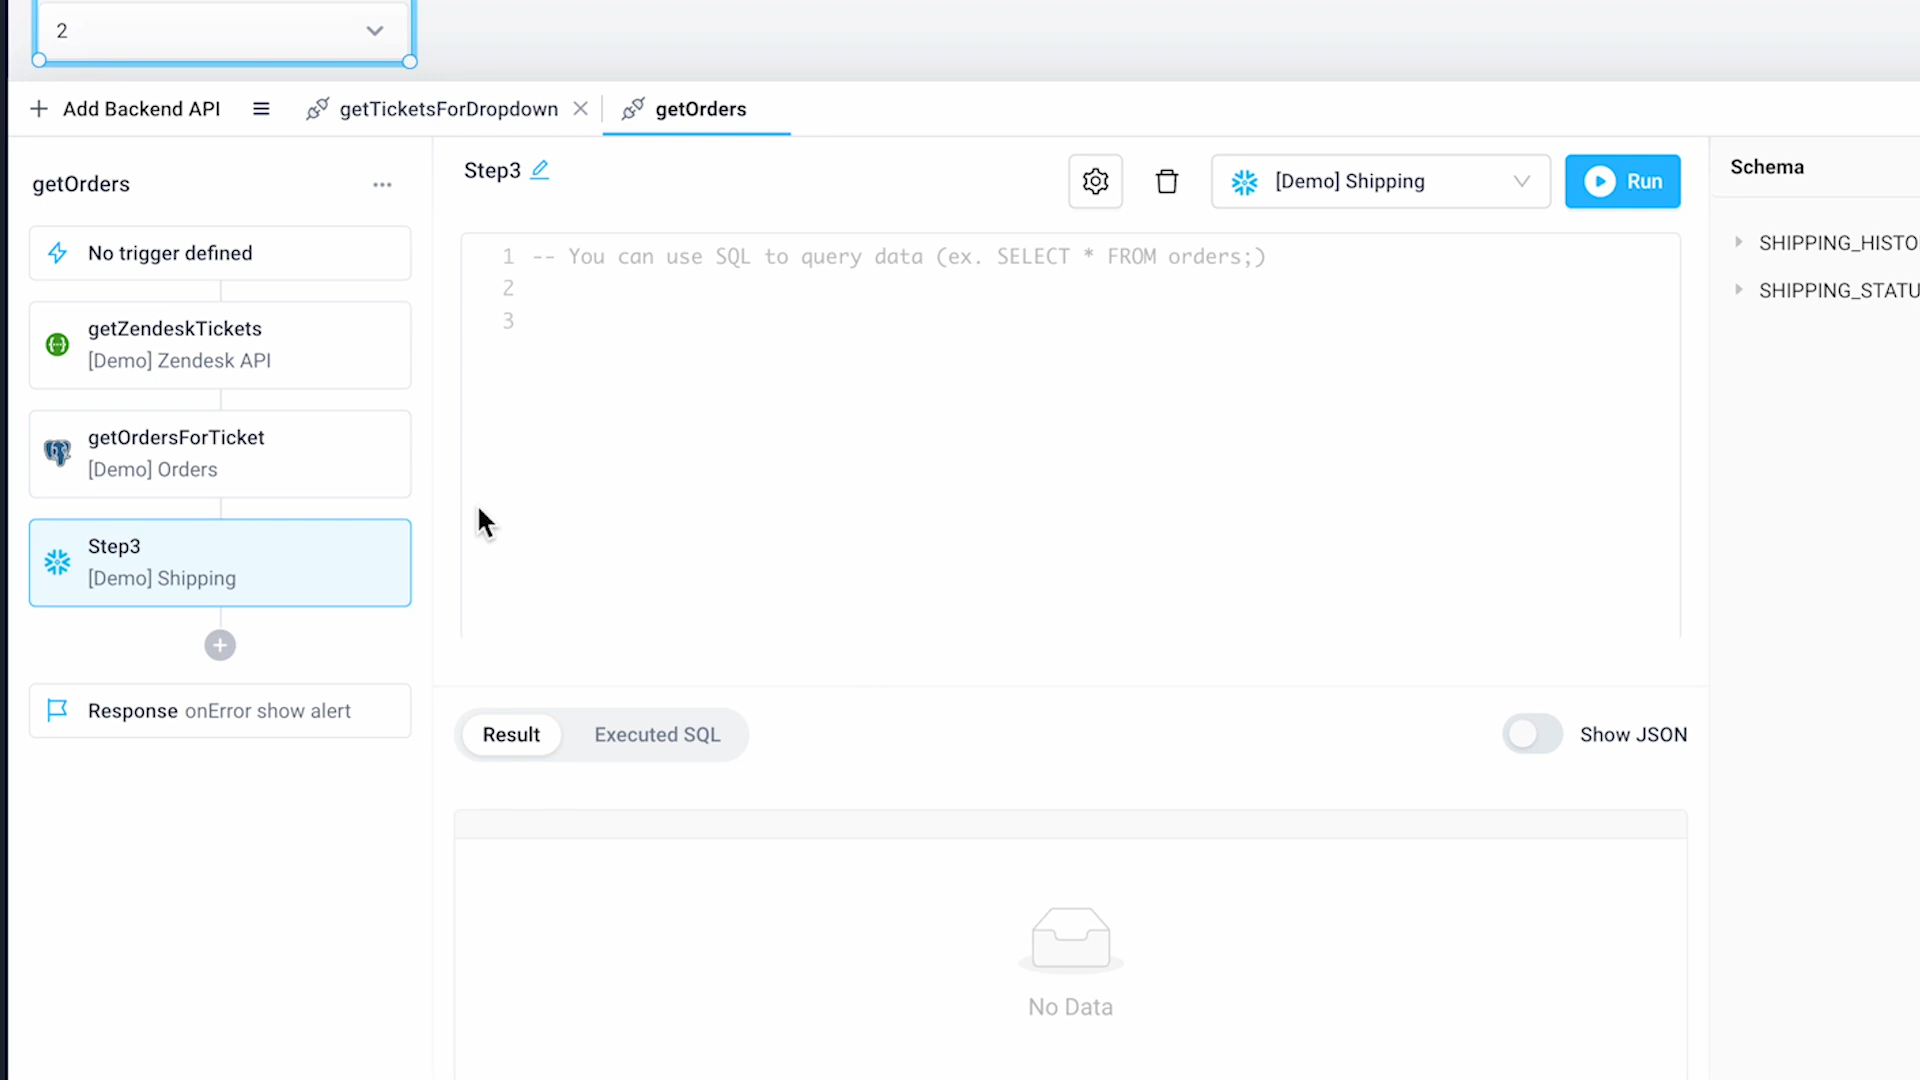 2
Add Backend API
getTicketsForDropdown
getOrders
getOrders
No trigger defined
getZendeskTickets
[Demo] Zendesk API
getOrdersForTicket
[Demo] Orders
Step3
[Demo] Shipping
Response onError show alert
Step3
[Demo] Shipping
Run
1 -- You can use SQL to query data (ex. SELECT * FROM orders;)
2
3
Result
Executed SQL
Show JSON
No Data
Schema
SHIPPING_HISTO
SHIPPING_STATU